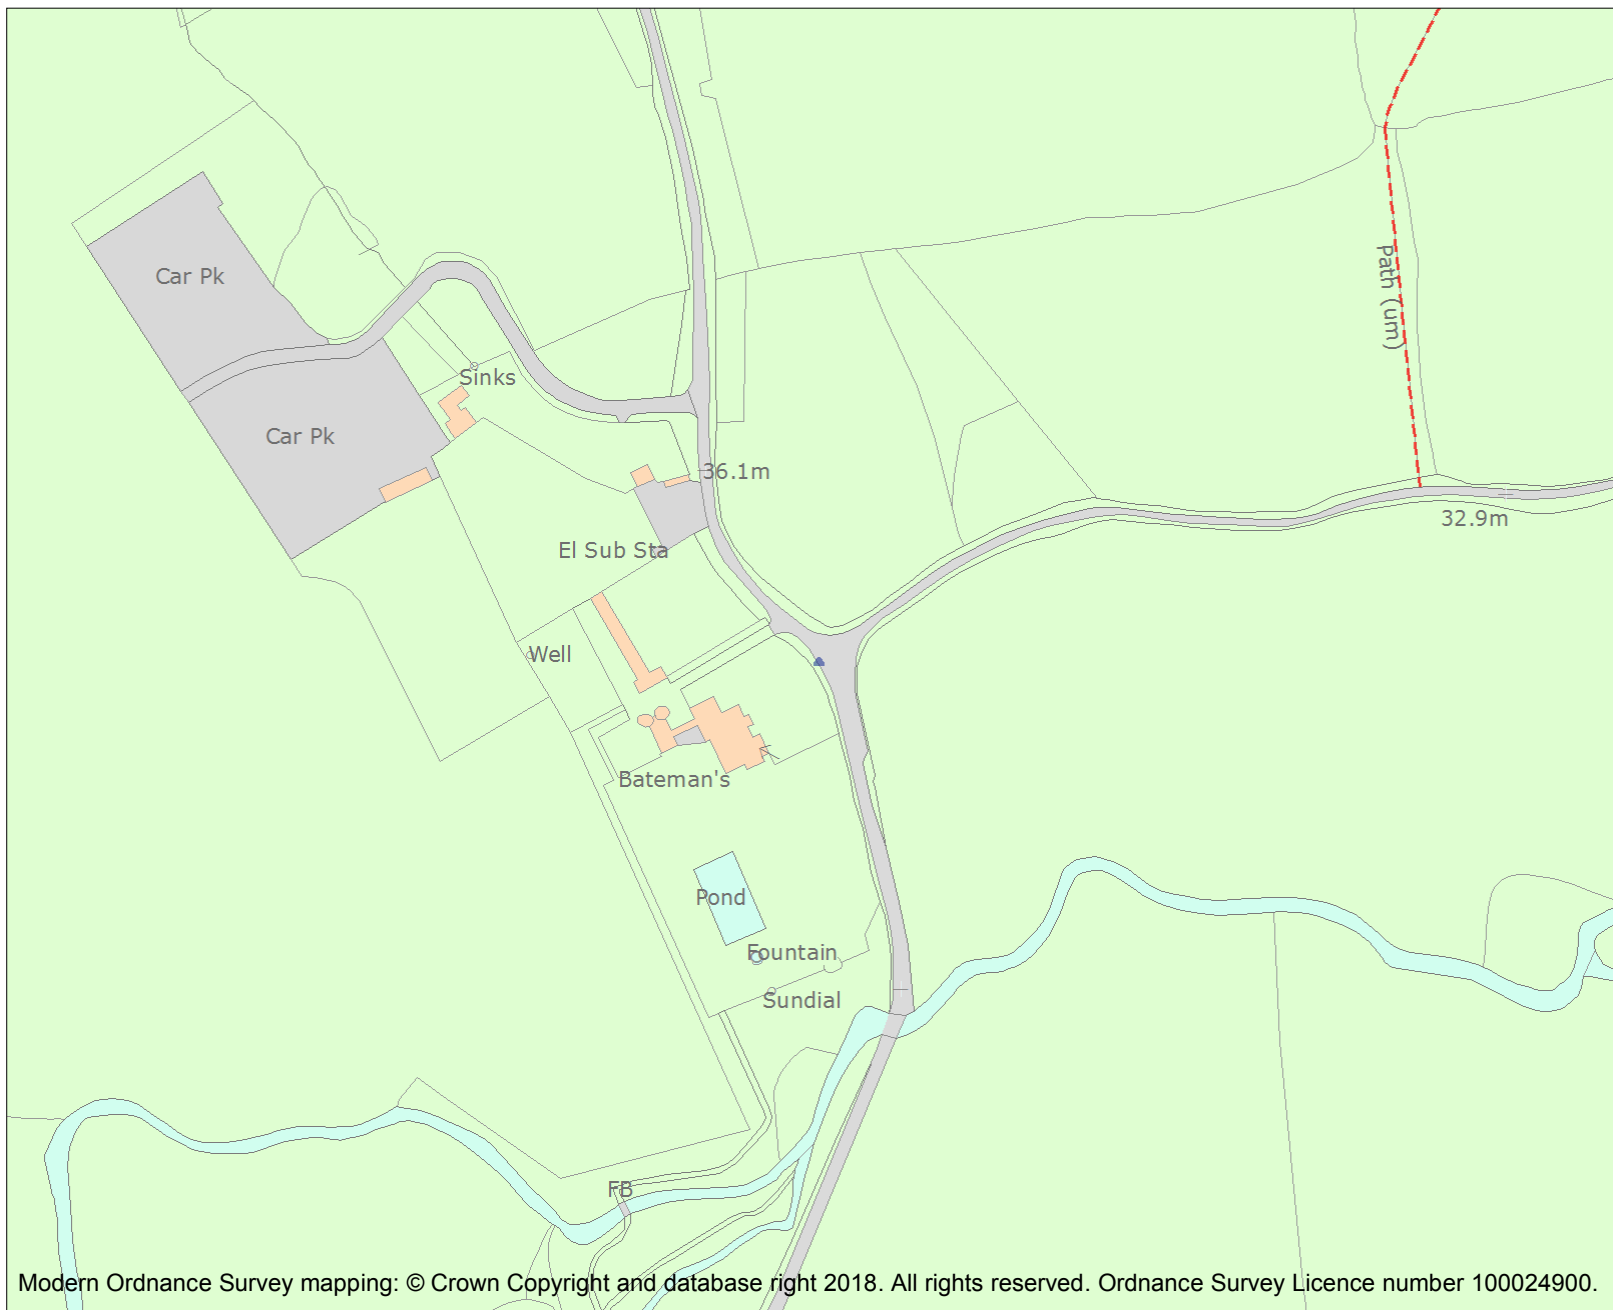 Car Pk
Path (um)
Sinks
Car Pk
36.1m
32.9m
El Sub Sta
Well
Bateman's
Pond
Fountain
Sundial
FB
Modern Ordnance Survey mapping: © Crown Copyright and database right 2018. All rights reserved. Ordnance Survey Licence number 100024900.